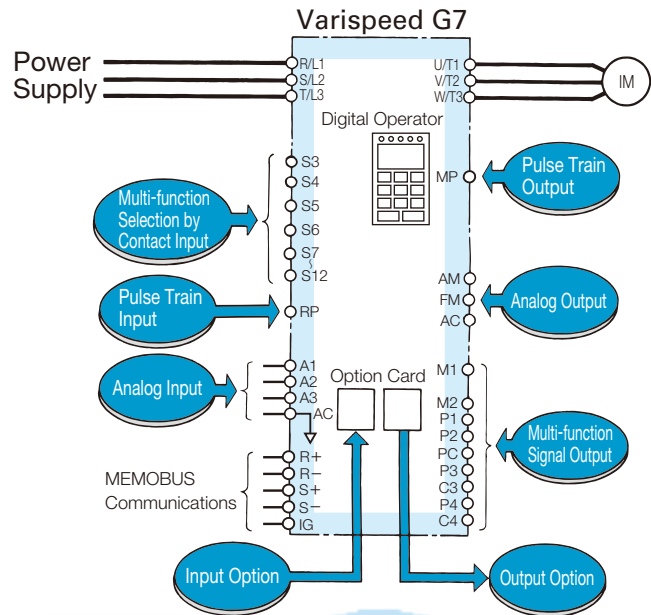 Varispeed G7
Power
Supply
R/L1
S/L2
T/L3
U/T1
V/T2
W/T3
IM
Digital Operator
Multi-function
Selection by
Contact Input
S3
S4
S5
S6
S7
~
S12
MP
Pulse Train
Output
Pulse Train
Input
RP
AM
FM
AC
Analog Output
Analog Input
A1
A2
A3
AC
Option Card
M1
M2
P1
P2
PC
P3
C3
P4
C4
Multi-function
Signal Output
MEMOBUS
Communications
R+
R−
S+
S−
IG
Input Option
Output Option